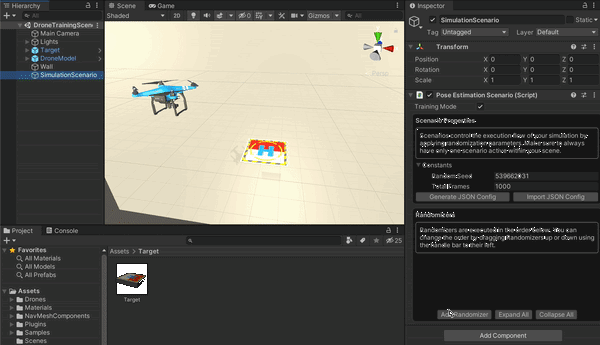 Hierarchy
Scene
Game
Inspector
All
Shaded
2D
Gizmos
All
DroneTrainingScene
Main Camera
Lights
Target
DroneModel
Wall
SimulationScenario
Persp
SimulationScenario
Static
Tag Untagged Layer Default
Transform
Position X 0 Y 0 Z 0
Rotation X 0 Y 0 Z 0
Scale X 1 Y 1 Z 1
Pose Estimation Scenario (Script)
Training Mode
Scenario Properties
Scenarios control the execution flow of your simulation by
applying randomization parameters. Make sure to always
have only one scenario active within your scene.
Constants
Random Seed
Total Frames 1000
Generate JSON Config Import JSON Config
Randomizers
Randomizers are executed in the order below. You can
change the order by dragging Randomizers up or down using
the handle bar to their left.
Add Randomizer Expand All Collapse All
Add Component
Project
Console
25
Favorites
All Materials
All Models
All Prefabs
Assets
Drones
Materials
NavMeshComponents
Plugins
Samples
Scenes
Assets > Target
Target